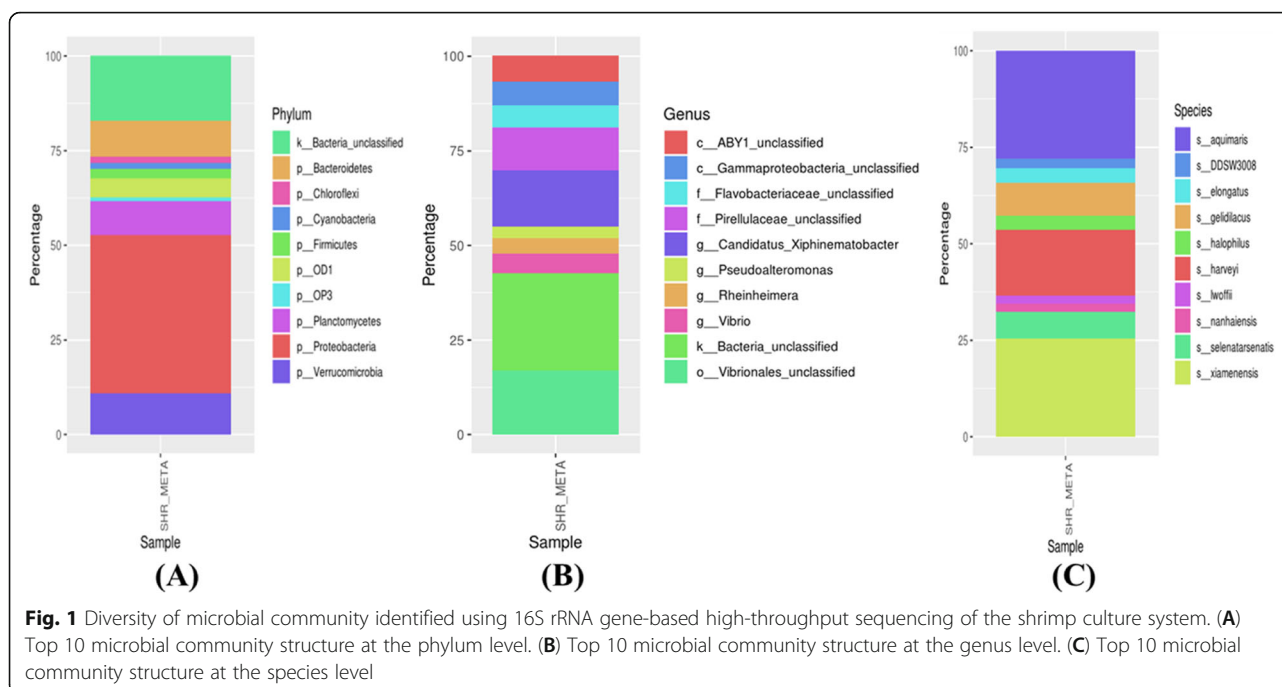 100
75
50
25
0
Percentage
SHR_META
Sample
Phylum
k__Bacteria_unclassified
p__Bacteroidetes
p__Chloroflexi
p__Cyanobacteria
p__Firmicutes
p__OD1
p__OP3
p__Planctomycetes
p__Proteobacteria
p__Verrucomicrobia
(A)
100
75
50
25
0
Percentage
SHR_META
Sample
Genus
c__ABY1_unclassified
c__Gammaproteobacteria_unclassified
f__Flavobacteriaceae_unclassified
f__Pirellulaceae_unclassified
g__Candidatus_Xiphinematobacter
g__Pseudoalteromonas
g__Rheinheimera
g__Vibrio
k__Bacteria_unclassified
o__Vibrionales_unclassified
(B)
100
75
50
25
0
Percentage
SHR_META
Sample
Species
s__aquimaris
s__DDSW3008
s__elongatus
s__gelidilacus
s__halophilus
s__harveyi
s__lwoffii
s__nanhaiensis
s__selenatarsenatis
s__xiamenensis
(C)
Fig. 1 Diversity of microbial community identified using 16S rRNA gene-based high-throughput sequencing of the shrimp culture system. (A)
Top 10 microbial community structure at the phylum level. (B) Top 10 microbial community structure at the genus level. (C) Top 10 microbial
community structure at the species level